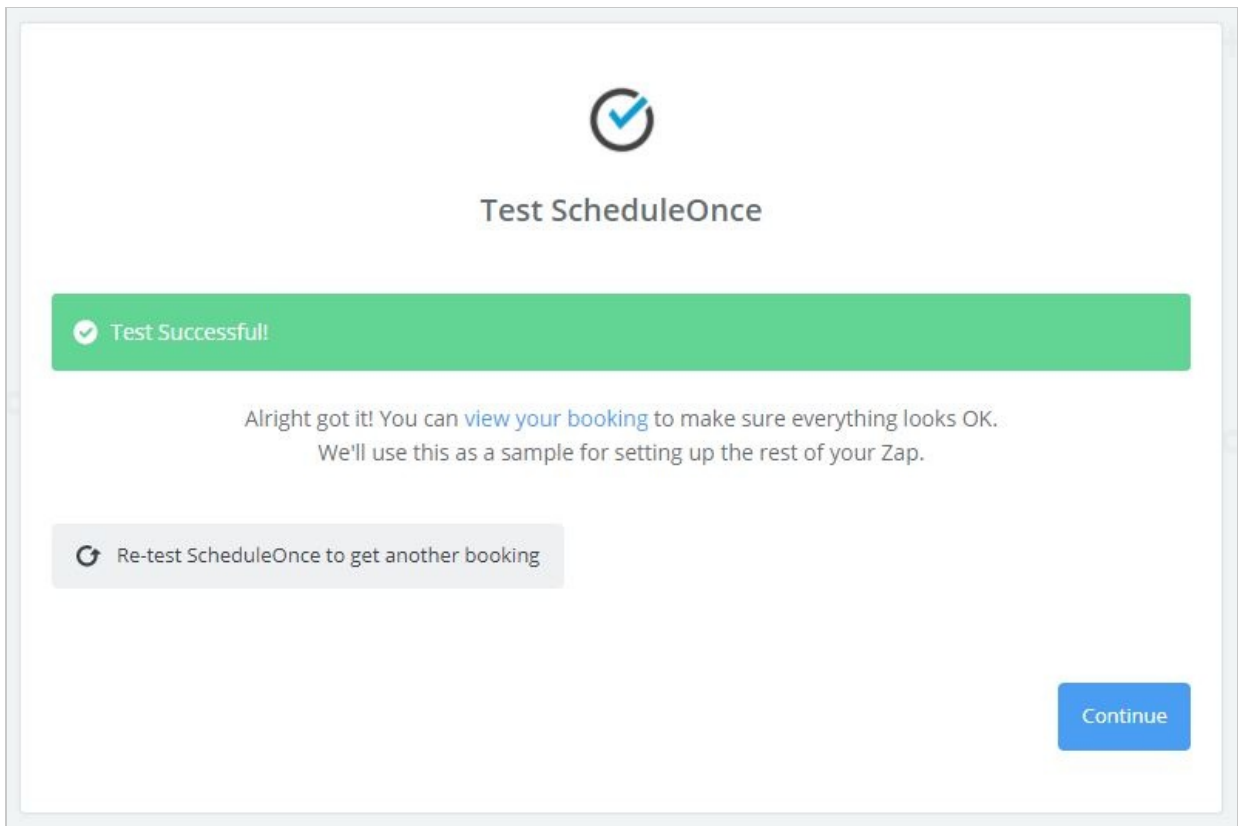 Test ScheduleOnce
Test Successful!
Alright got it! You can view your booking to make sure everything looks OK.
We'll use this as a sample for setting up the rest of your Zap.
Re-test ScheduleOnce to get another booking
Continue